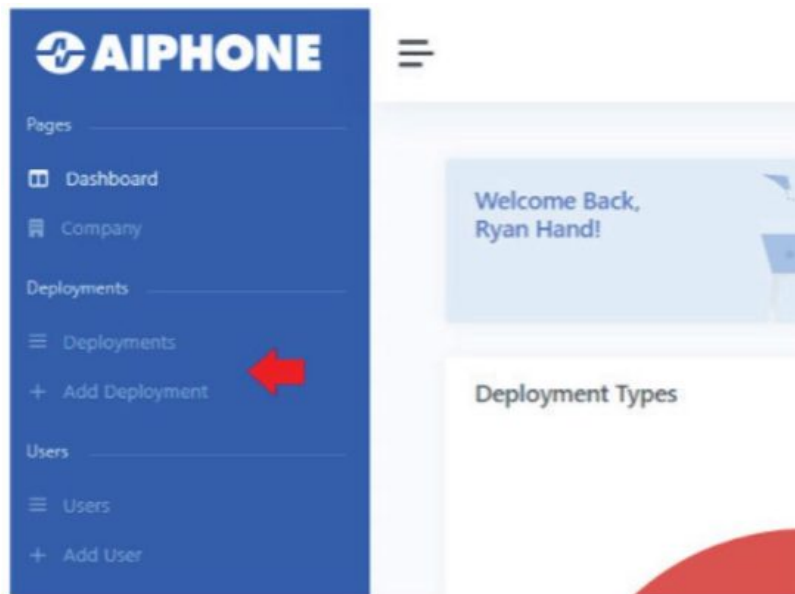 AIPHONE
Pages
Dashboard
Company
Deployments
Deployments
+ Add Deployment
Users
Users
+ Add User
Welcome Back,
Ryan Hand!
Deployment Types